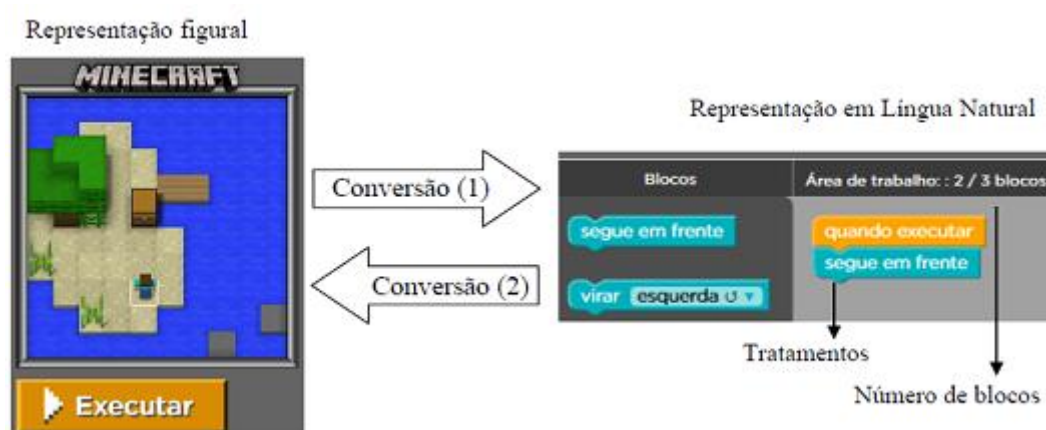 Representação figural
MINECRAFT
Executar
Conversão (1)
Conversão (2)
Representação em Língua Natural
Blocos
Área de trabalho: : 2 / 3 blocos
segue em frente
virar esquerda ↺ ▾
quando executar
segue em frente
Tratamentos
Número de blocos